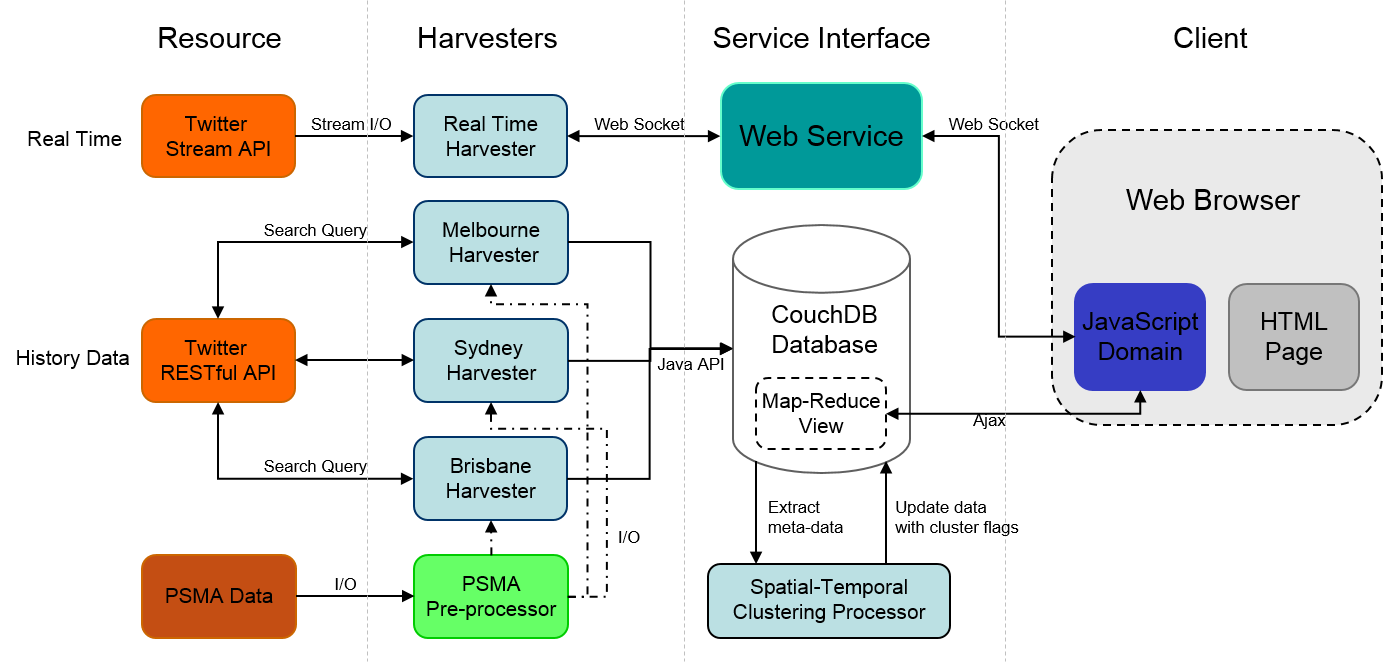 Resource
Harvesters
Service Interface
Client
Real Time
Twitter
Stream API
Stream I/O
Real Time
Harvester
Web Socket
Web Service
Web Socket
Web Browser
Search Query
Melbourne
Harvester
CouchDB
Database
JavaScript
Domain
HTML
Page
History Data
Twitter
RESTful API
Sydney
Harvester
Java API
Map-Reduce
View
Ajax
Search Query
Brisbane
Harvester
Extract
meta-data
Update data
with cluster flags
I/O
PSMA Data
I/O
PSMA
Pre-processor
Spatial-Temporal
Clustering Processor